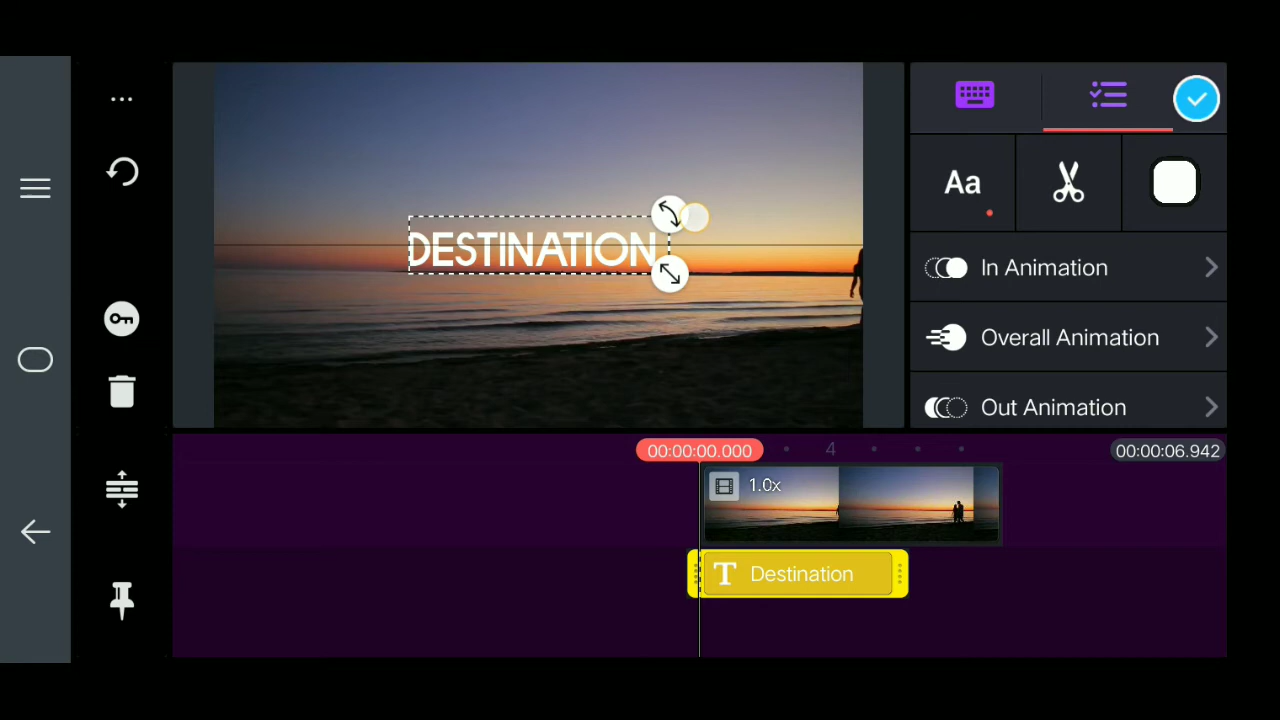 DESTINATION
Aa
In Animation
Overall Animation
Out Animation
00:00:00.000
4
00:00:06.942
1.0x
T Destination